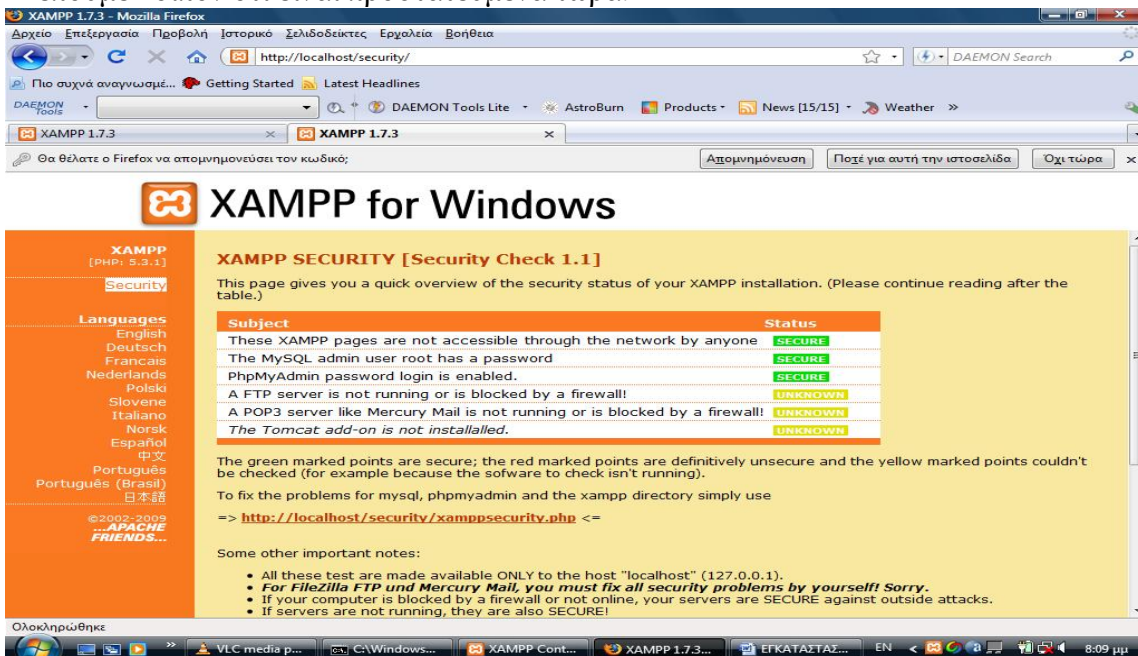 XAMPP 1.7.3 - Mozilla Firefox
Αρχείο Επεξεργασία Προβολή Ιστορικό Σελιδοδείκτες Εργαλεία Βοήθεια
http://localhost/security/
DAEMON Search
Πιο συχνά αναγνωσμέ... Getting Started Latest Headlines
DAEMON Tools
DAEMON Tools Lite AstroBurn Products News [15/15] Weather »
XAMPP 1.7.3
XAMPP 1.7.3
Θα θέλατε ο Firefox να απομνημονεύσει τον κωδικό;
Απομνημόνευση
Ποτέ για αυτή την ιστοσελίδα
Όχι τώρα
XAMPP for Windows
XAMPP
[PHP: 5.3.1]
Security
Languages
English
Deutsch
Francais
Nederlands
Polski
Slovene
Italiano
Norsk
Español
中文
Português
Português (Brasil)
日本語
©2002-2009
...APACHE
FRIENDS...
XAMPP SECURITY [Security Check 1.1]
This page gives you a quick overview of the security status of your XAMPP installation. (Please continue reading after the
table.)
Subject Status
These XAMPP pages are not accessible through the network by anyone SECURE
The MySQL admin user root has a password SECURE
PhpMyAdmin password login is enabled. SECURE
A FTP server is not running or is blocked by a firewall! UNKNOWN
A POP3 server like Mercury Mail is not running or is blocked by a firewall! UNKNOWN
The Tomcat add-on is not installalled. UNKNOWN
The green marked points are secure; the red marked points are definitively unsecure and the yellow marked points couldn't
be checked (for example because the sofware to check isn't running).
To fix the problems for mysql, phpmyadmin and the xampp directory simply use
=> http://localhost/security/xamppsecurity.php <=
Some other important notes:
• All these test are made available ONLY to the host "localhost" (127.0.0.1).
• For FileZilla FTP und Mercury Mail, you must fix all security problems by yourself! Sorry.
• If your computer is blocked by a firewall or not online, your servers are SECURE against outside attacks.
• If servers are not running, they are also SECURE!
Ολοκληρώθηκε
» VLC media p... C:\Windows... XAMPP Cont... XAMPP 1.7.3... ΕΓΚΑΤΑΣΤΑΣ... EN < 8:09 μμ